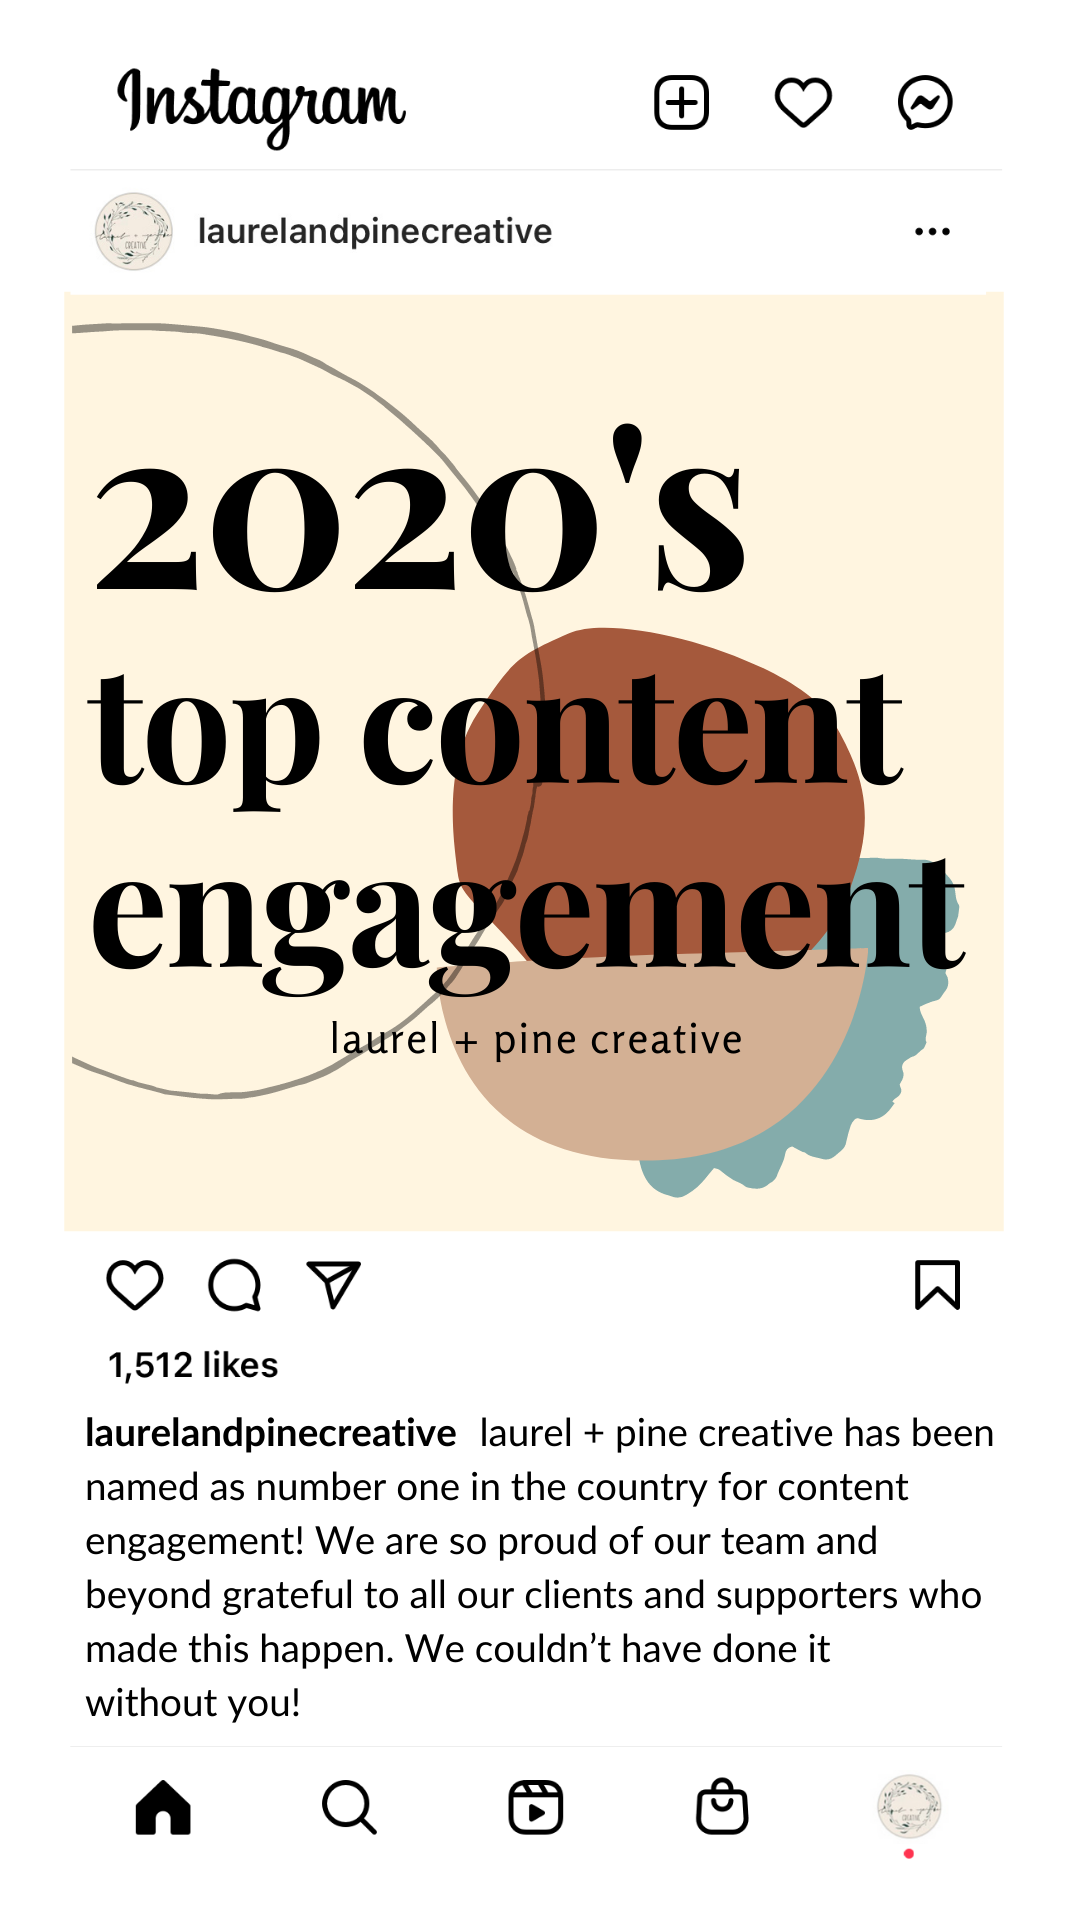 Instagram
laurelandpinecreative
2020's
top content
engagement
laurel + pine creative
1,512 likes
laurelandpinecreative laurel + pine creative has been
named as number one in the country for content
engagement! We are so proud of our team and
beyond grateful to all our clients and supporters who
made this happen. We couldn’t have done it
without you!